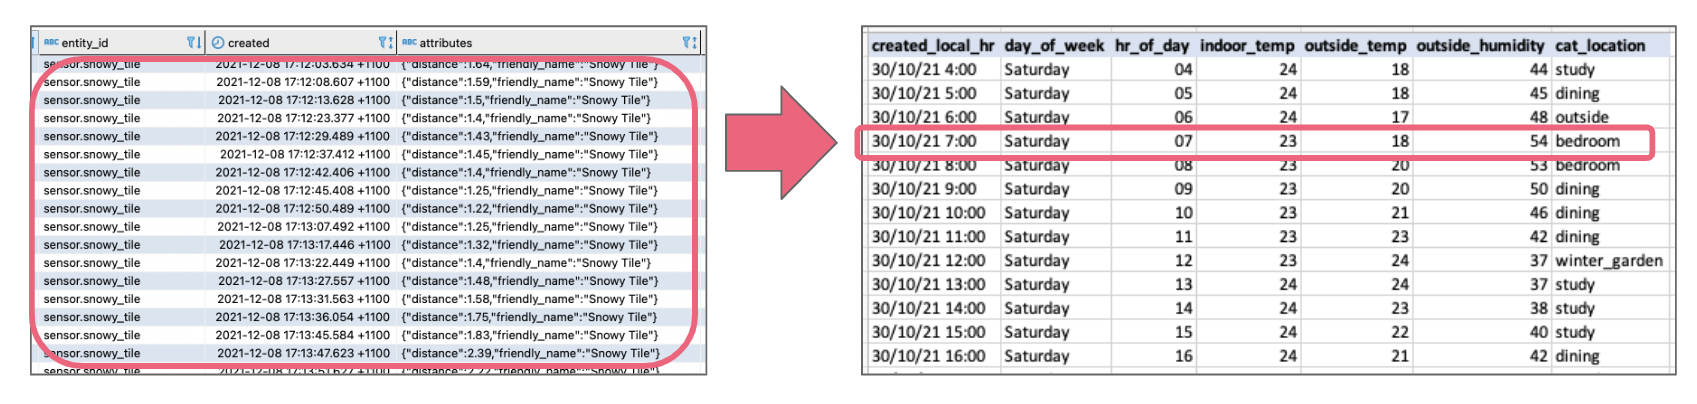 ABC entity_id created ABC attributes
sensor.snowy_tile 2021-12-08 17:12:03.634 +1100 {"distance":1.64,"friendly_name":"Snowy Tile"}
sensor.snowy_tile 2021-12-08 17:12:08.607 +1100 {"distance":1.59,"friendly_name":"Snowy Tile"}
sensor.snowy_tile 2021-12-08 17:12:13.628 +1100 {"distance":1.5,"friendly_name":"Snowy Tile"}
sensor.snowy_tile 2021-12-08 17:12:23.377 +1100 {"distance":1.4,"friendly_name":"Snowy Tile"}
sensor.snowy_tile 2021-12-08 17:12:29.489 +1100 {"distance":1.43,"friendly_name":"Snowy Tile"}
sensor.snowy_tile 2021-12-08 17:12:37.412 +1100 {"distance":1.45,"friendly_name":"Snowy Tile"}
sensor.snowy_tile 2021-12-08 17:12:42.406 +1100 {"distance":1.4,"friendly_name":"Snowy Tile"}
sensor.snowy_tile 2021-12-08 17:12:45.408 +1100 {"distance":1.25,"friendly_name":"Snowy Tile"}
sensor.snowy_tile 2021-12-08 17:12:50.489 +1100 {"distance":1.22,"friendly_name":"Snowy Tile"}
sensor.snowy_tile 2021-12-08 17:13:07.492 +1100 {"distance":1.25,"friendly_name":"Snowy Tile"}
sensor.snowy_tile 2021-12-08 17:13:17.446 +1100 {"distance":1.32,"friendly_name":"Snowy Tile"}
sensor.snowy_tile 2021-12-08 17:13:22.449 +1100 {"distance":1.4,"friendly_name":"Snowy Tile"}
sensor.snowy_tile 2021-12-08 17:13:27.557 +1100 {"distance":1.48,"friendly_name":"Snowy Tile"}
sensor.snowy_tile 2021-12-08 17:13:31.563 +1100 {"distance":1.58,"friendly_name":"Snowy Tile"}
sensor.snowy_tile 2021-12-08 17:13:36.054 +1100 {"distance":1.75,"friendly_name":"Snowy Tile"}
sensor.snowy_tile 2021-12-08 17:13:45.584 +1100 {"distance":1.83,"friendly_name":"Snowy Tile"}
sensor.snowy_tile 2021-12-08 17:13:47.623 +1100 {"distance":2.39,"friendly_name":"Snowy Tile"}
sensor.snowy_tile 2021-12-08 17:13:51.627 +1100 {"distance":2.22,"friendly_name":"Snowy Tile"}
created_local_hr day_of_week hr_of_day indoor_temp outside_temp outside_humidity cat_location
30/10/21 4:00 Saturday 04 24 18 44 study
30/10/21 5:00 Saturday 05 24 18 45 dining
30/10/21 6:00 Saturday 06 24 17 48 outside
30/10/21 7:00 Saturday 07 23 18 54 bedroom
30/10/21 8:00 Saturday 08 23 20 53 bedroom
30/10/21 9:00 Saturday 09 23 20 50 dining
30/10/21 10:00 Saturday 10 23 21 46 dining
30/10/21 11:00 Saturday 11 23 23 42 dining
30/10/21 12:00 Saturday 12 23 24 37 winter_garden
30/10/21 13:00 Saturday 13 24 24 37 study
30/10/21 14:00 Saturday 14 24 23 38 study
30/10/21 15:00 Saturday 15 24 22 40 study
30/10/21 16:00 Saturday 16 24 21 42 dining